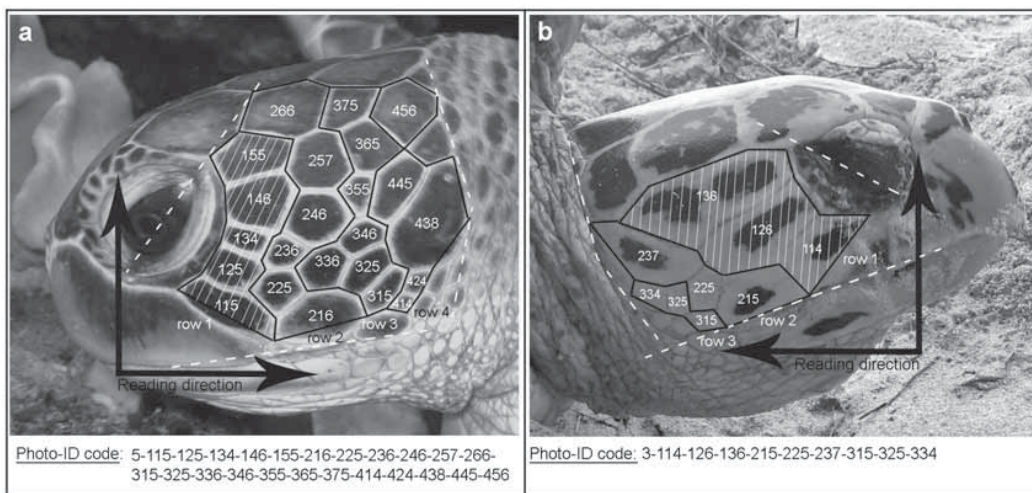 a
266
375
456
155
257
365
146
355
445
246
438
134
346
236
125
336
325
424
225
115
315
414
216
row 4
row 1
row 2
row 3
Reading direction
Photo-ID code: 5-115-125-134-146-155-216-225-236-246-257-266-
315-325-336-346-355-365-375-414-424-438-445-456
b
136
126
114
237
row 1
225
334
325
215
315
row 2
row 3
Reading direction
Photo-ID code: 3-114-126-136-215-225-237-315-325-334